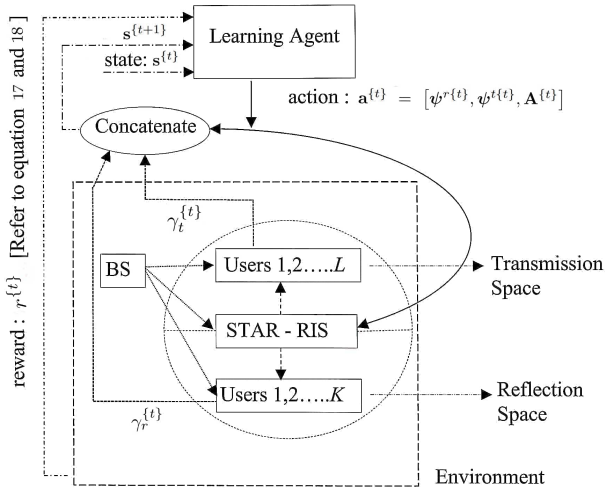 Learning Agent
s^{t+1}
state: s^{t}
action : a^{t} = [ψ^{r{t}}, ψ^{t{t}}, A^{t}]
Concatenate
reward : r^{t} [Refer to equation 17 and 18]
γ_t^{t}
BS
Users 1,2.....L
Transmission
Space
STAR - RIS
Users 1,2.....K
Reflection
Space
γ_r^{t}
Environment